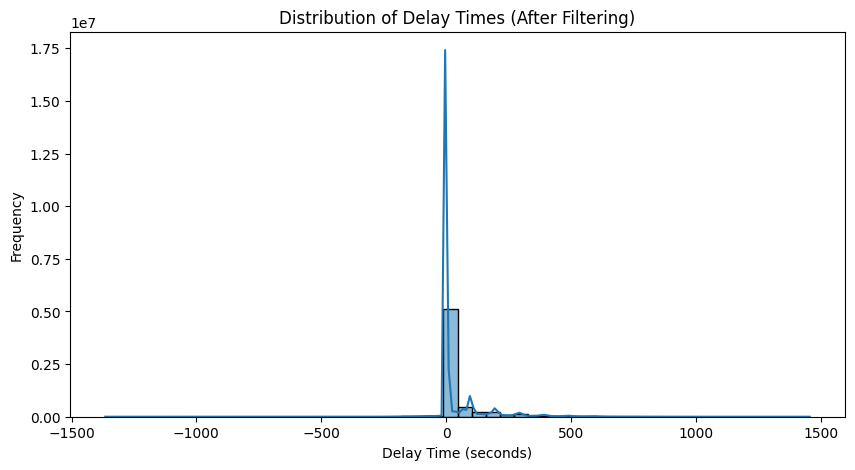 Distribution of Delay Times (After Filtering)
1e7
1.75
1.50
1.25
1.00
0.75
0.50
0.25
0.00
Frequency
−1500 −1000 −500 0 500 1000 1500
Delay Time (seconds)